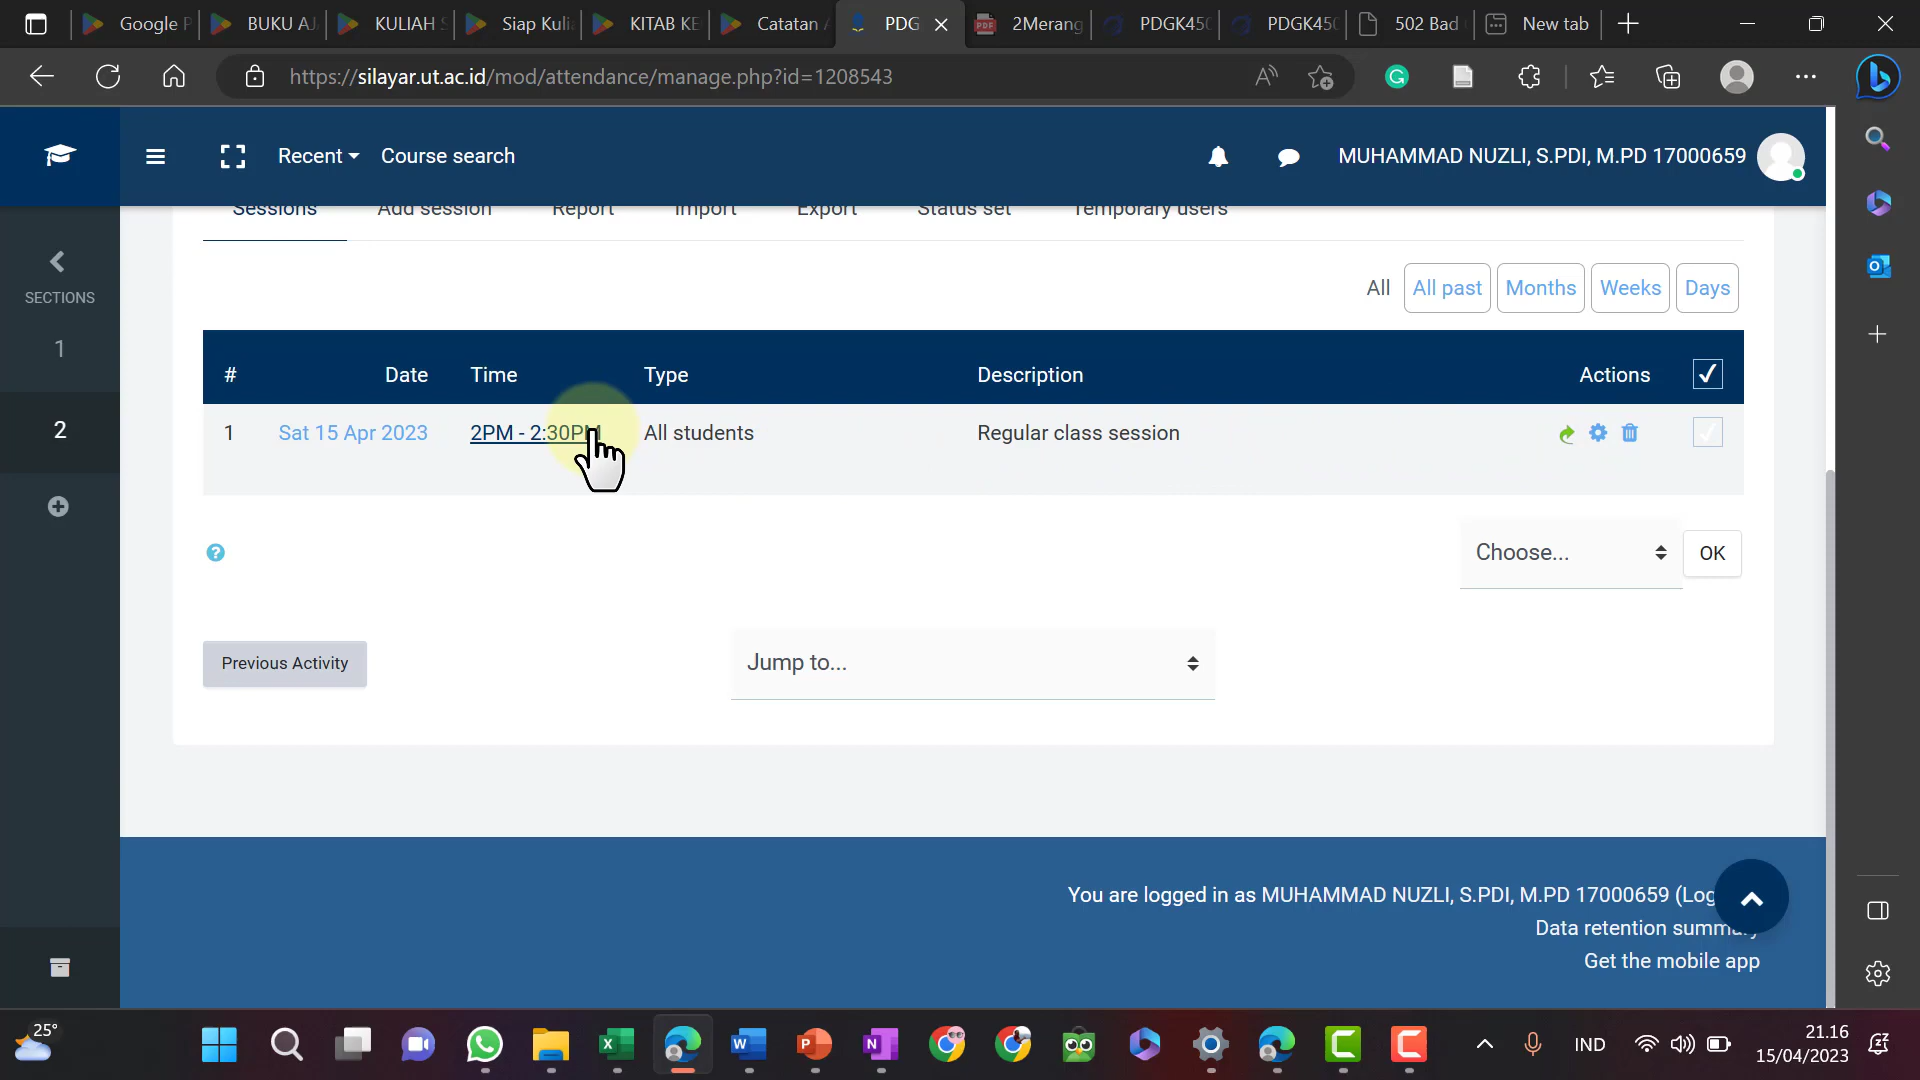 Google P
BUKU AJ
KULIAH S
Siap Kuli
KITAB KE
Catatan
PDG
2Merang
PDGK450
PDGK450
502 Bad
New tab
https://silayar.ut.ac.id/mod/attendance/manage.php?id=1208543
Recent
Course search
MUHAMMAD NUZLI, S.PDI, M.PD 17000659
Sessions
Add session
Report
Import
Export
Status set
Temporary users
SECTIONS
1
2
All
All past
Months
Weeks
Days
# Date Time Type Description Actions
1 Sat 15 Apr 2023 2PM - 2:30PM All students Regular class session
Choose...
OK
Previous Activity
Jump to...
You are logged in as MUHAMMAD NUZLI, S.PDI, M.PD 17000659 (Log
Data retention summary
Get the mobile app
25°
IND
21.16
15/04/2023